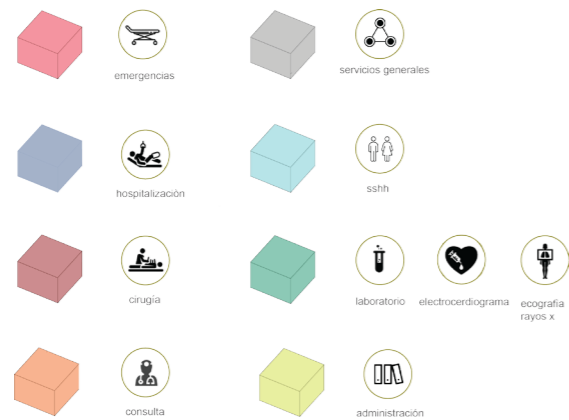 emergencias
servicios generales
hospitalización
sshh
cirugía
laboratorio
electrocerdiograma
ecografía
rayos x
consulta
administración